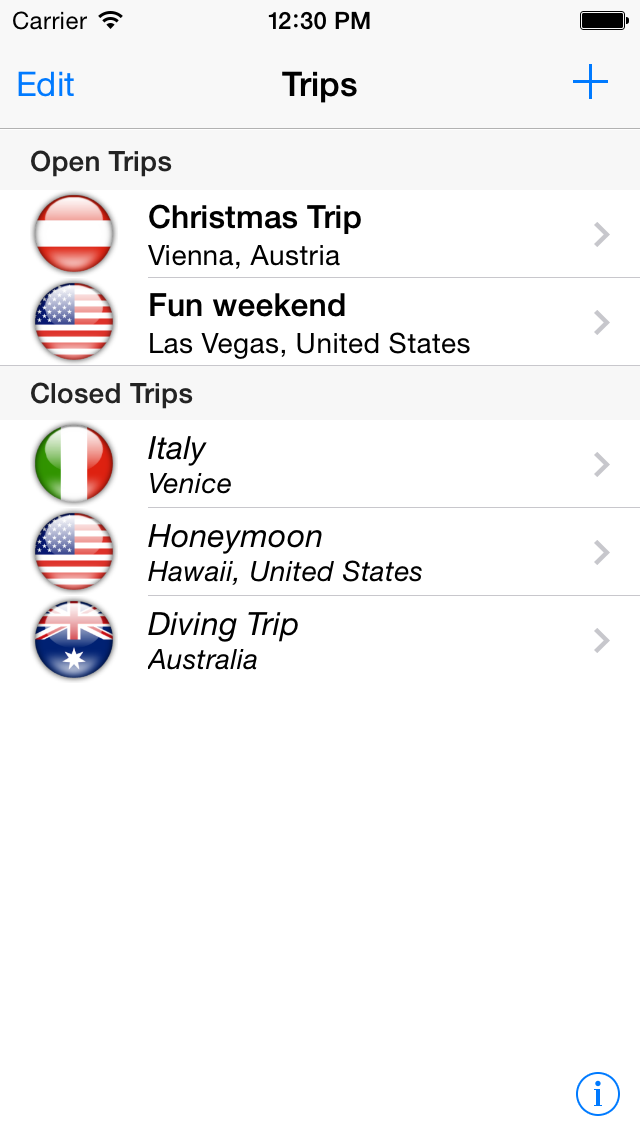 Carrier 12:30 PM
Edit Trips +
Open Trips
Christmas Trip
Vienna, Austria
Fun weekend
Las Vegas, United States
Closed Trips
Italy
Venice
Honeymoon
Hawaii, United States
Diving Trip
Australia
i